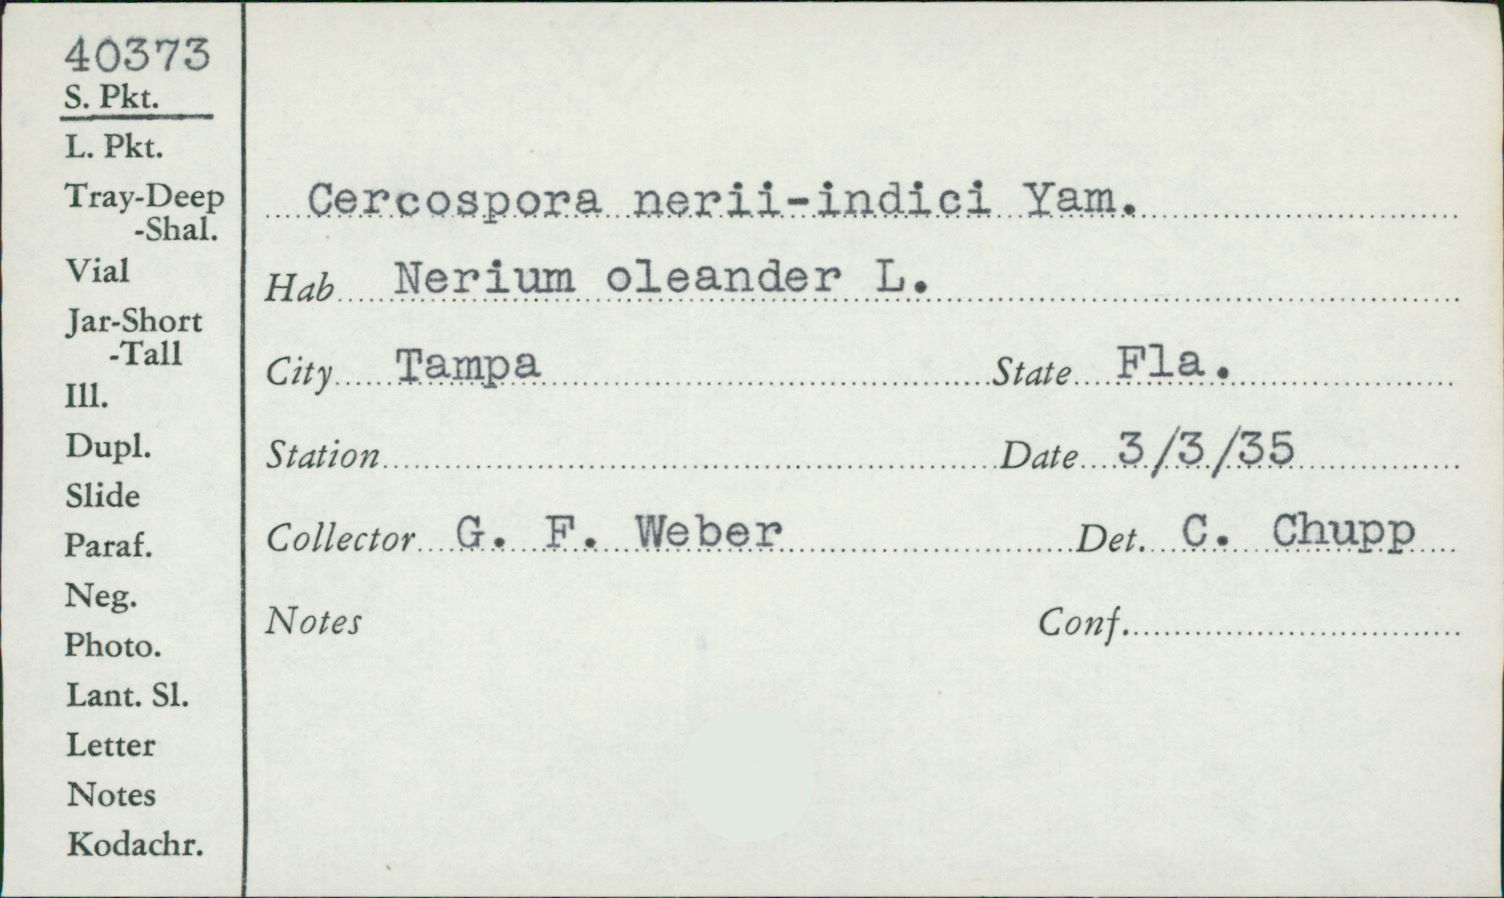 40373
S. Pkt.
L. Pkt.
Tray-Deep
-Shal.
Vial
Jar-Short
-Tall
Ill.
Dupl.
Slide
Paraf.
Neg.
Photo.
Lant. Sl.
Letter
Notes
Kodachr.
Cercospora nerii-indici Yam.
Hab Nerium oleander L.
City Tampa State Fla.
Station Date 3/3/35
Collector G. F. Weber Det. C. Chupp
Notes Conf.